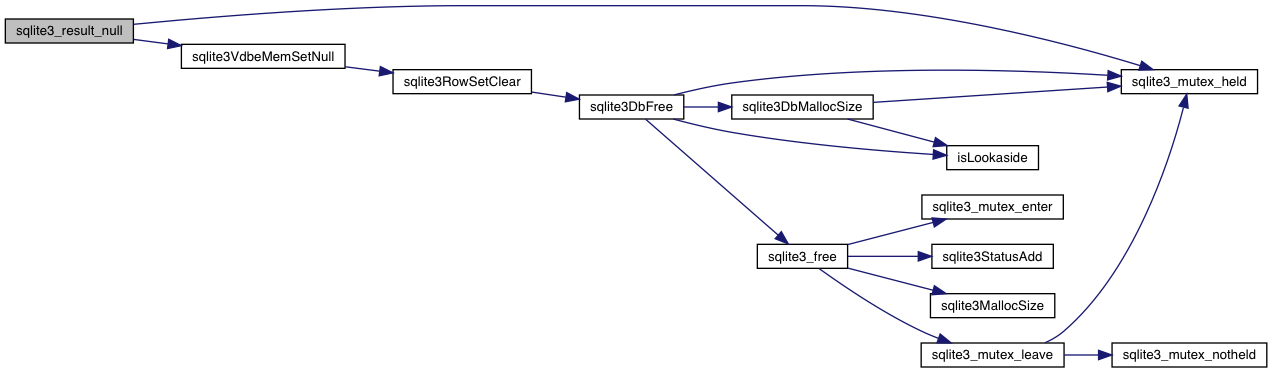 sqlite3_result_null
sqlite3VdbeMemSetNull
sqlite3RowSetClear
sqlite3_mutex_held
sqlite3DbFree
sqlite3DbMallocSize
isLookaside
sqlite3_mutex_enter
sqlite3_free
sqlite3StatusAdd
sqlite3MallocSize
sqlite3_mutex_leave
sqlite3_mutex_notheld